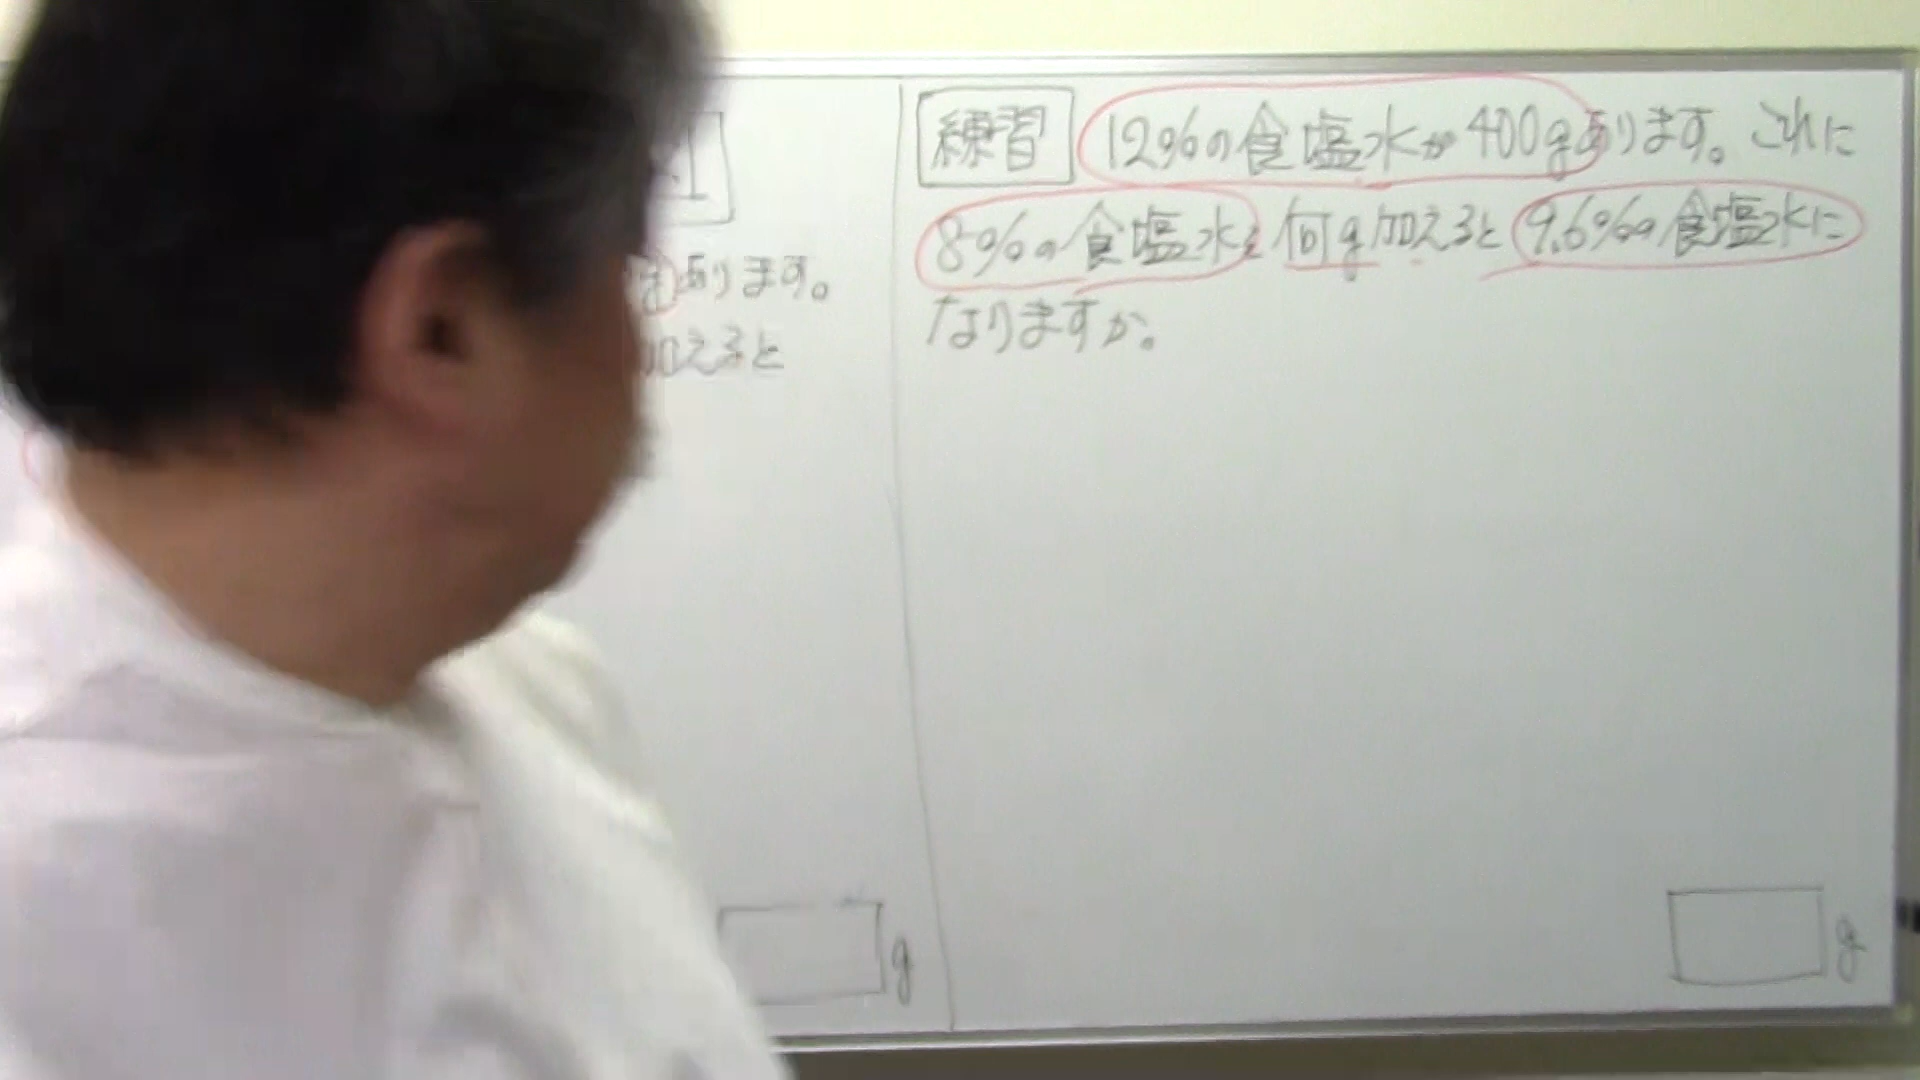 あります。
加えると
g
練習 12%の食塩水が400gあります。これに
8%の食塩水を何g加えると9.6%の食塩水に
なりますか。
g